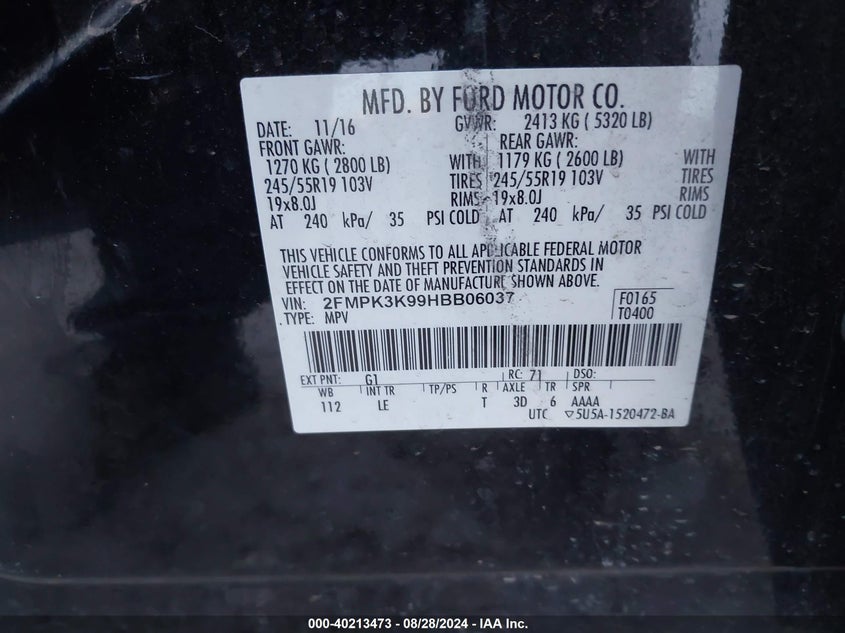 MFD. BY FORD MOTOR CO.
DATE: 11/16 GVWR: 2413 KG ( 5320 LB)
FRONT GAWR: REAR GAWR:
1270 KG ( 2800 LB) WITH 1179 KG ( 2600 LB) WITH
245/55R19 103V TIRES 245/55R19 103V TIRES
19x8.0J RIMS 19x8.0J RIMS
AT 240 kPa/ 35 PSI COLD AT 240 kPa/ 35 PSI COLD
THIS VEHICLE CONFORMS TO ALL APPLICABLE FEDERAL MOTOR
VEHICLE SAFETY AND THEFT PREVENTION STANDARDS IN
EFFECT ON THE DATE OF MANUFACTURE SHOWN ABOVE.
VIN: 2FMPK3K99HBB06037 F0165
TYPE: MPV T0400
EXT PNT: G1 RC: 71 DSO:
WB INT TR TP/PS R AXLE TR SPR
112 LE T 3D 6 AAAA
UTC ▽5U5A-1520472-BA
000-40213473 - 08/28/2024 - IAA Inc.